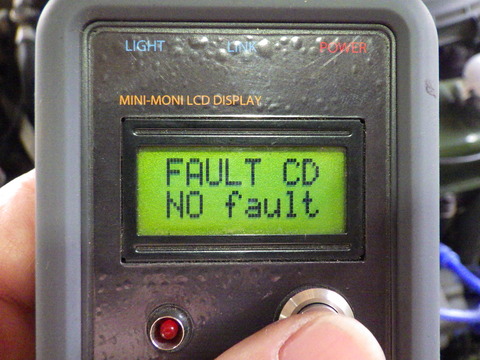 LIGHT LINK POWER
MINI-MONI LCD DISPLAY
FAULT CD
NO fault